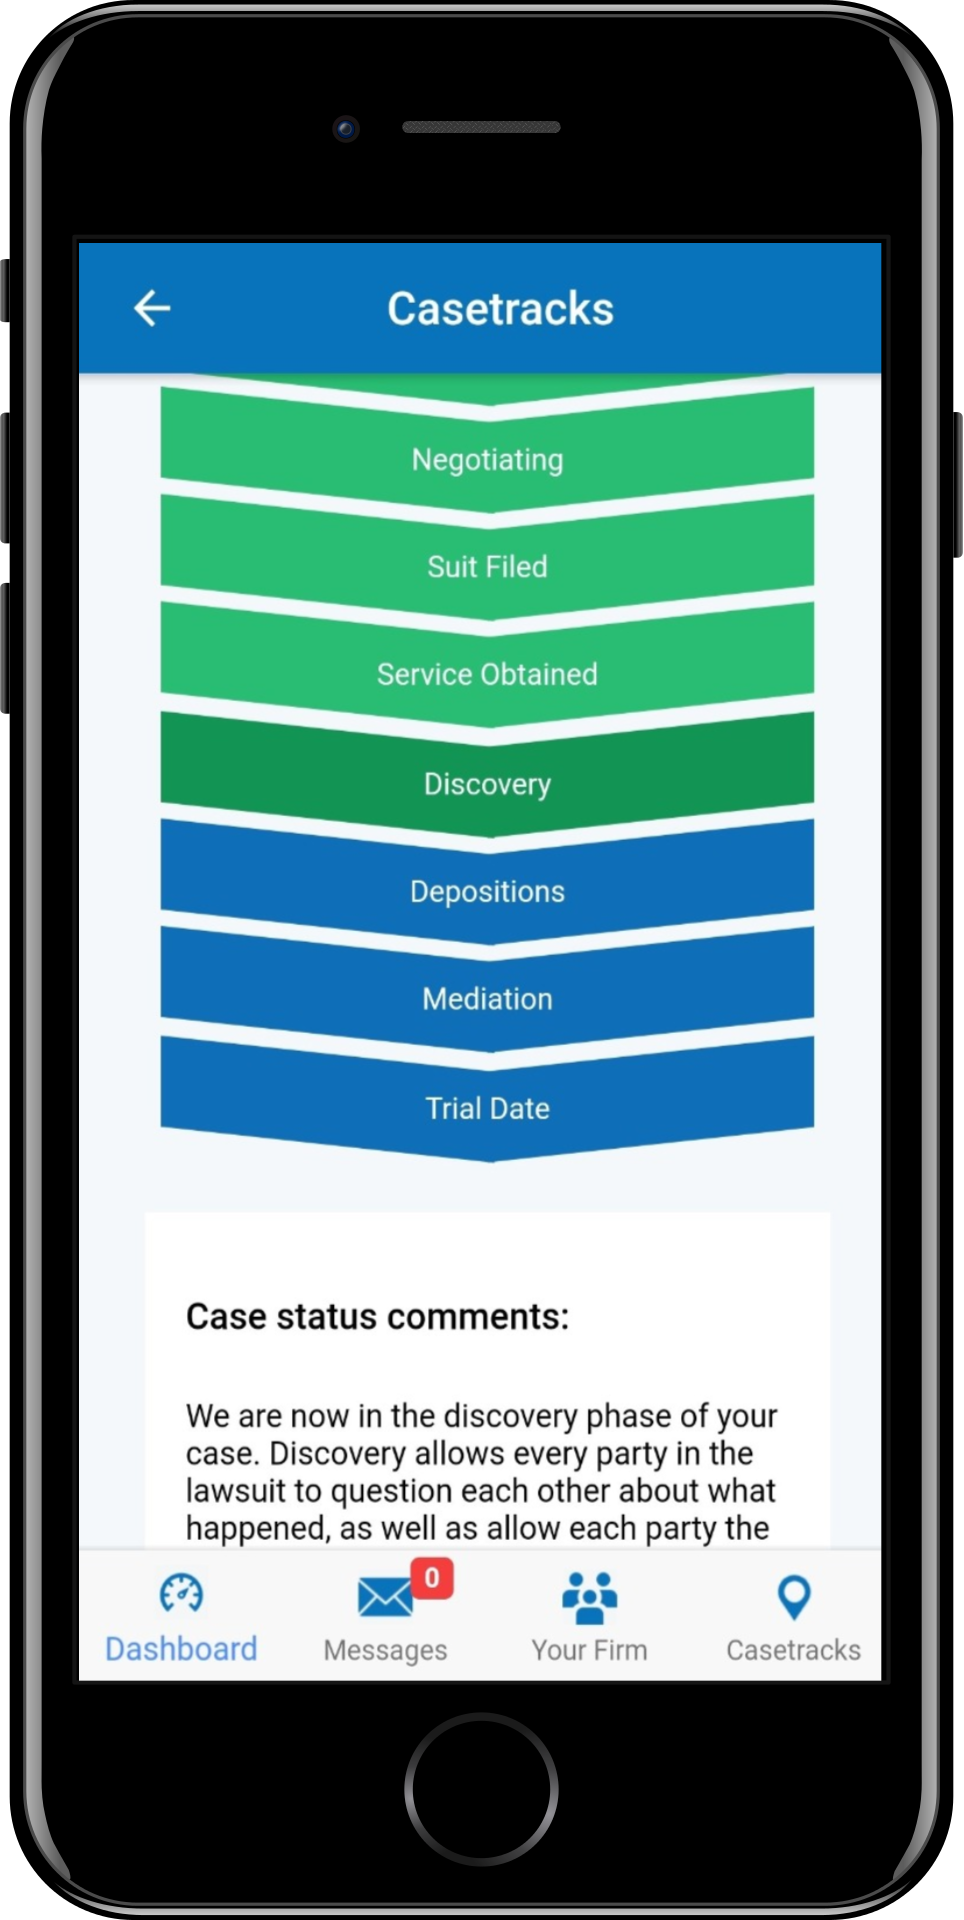 Casetracks
Negotiating
Suit Filed
Service Obtained
Discovery
Depositions
Mediation
Trial Date
Case status comments:
We are now in the discovery phase of your
case. Discovery allows every party in the
lawsuit to question each other about what
happened, as well as allow each party the
0
Dashboard
Messages
Your Firm
Casetracks